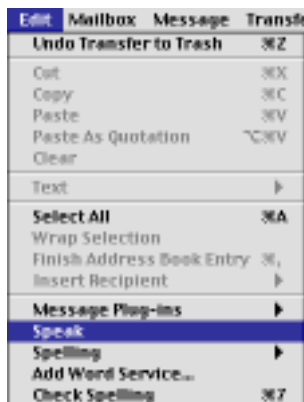 Edit Mailbox Message Transfe
Undo Transfer to Trash ⌘Z
Cut ⌘X
Copy ⌘C
Paste ⌘V
Paste As Quotation ⌥⌘V
Clear
Text
Select All ⌘A
Wrap Selection
Finish Address Book Entry ⌘,
Insert Recipient
Message Plug-ins
Speak
Spelling
Add Word Service...
Check Spelling ⌘7